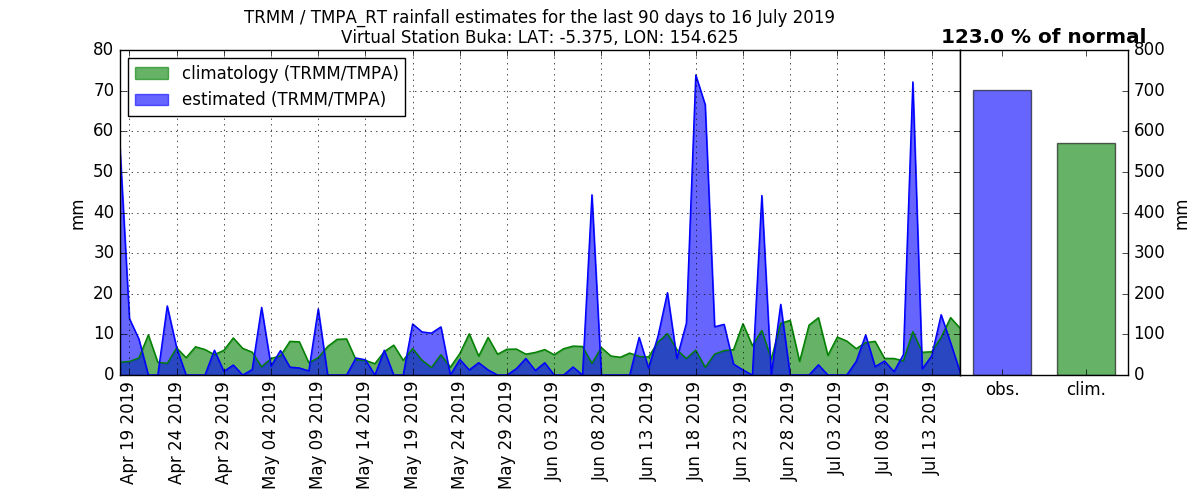 TRMM / TMPA_RT rainfall estimates for the last 90 days to 16 July 2019
Virtual Station Buka: LAT: -5.375, LON: 154.625
123.0 % of normal
climatology (TRMM/TMPA)
estimated (TRMM/TMPA)
80
70
60
50
40
30
20
10
0
mm
Apr 19 2019
Apr 24 2019
Apr 29 2019
May 04 2019
May 09 2019
May 14 2019
May 19 2019
May 24 2019
May 29 2019
Jun 03 2019
Jun 08 2019
Jun 13 2019
Jun 18 2019
Jun 23 2019
Jun 28 2019
Jul 03 2019
Jul 08 2019
Jul 13 2019
obs.
clim.
800
700
600
500
400
300
200
100
0
mm